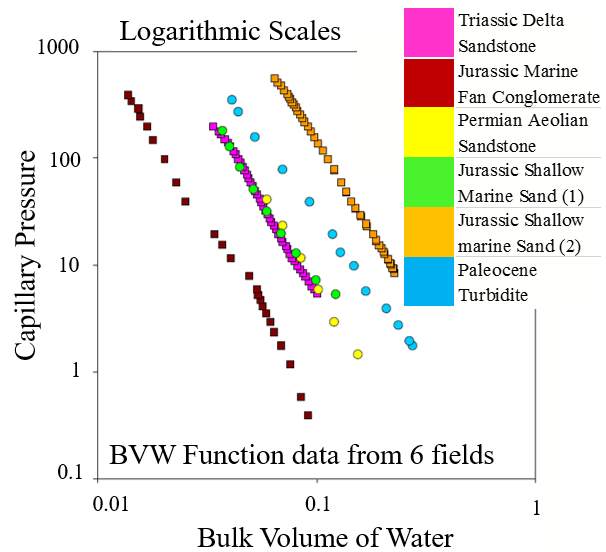 Logarithmic Scales
Triassic Delta
Sandstone
Jurassic Marine
Fan Conglomerate
Permian Aeolian
Sandstone
Jurassic Shallow
Marine Sand (1)
Jurassic Shallow
marine Sand (2)
Paleocene
Turbidite
Capillary Pressure
1000
100
10
1
0.1
BVW Function data from 6 fields
0.01
0.1
1
Bulk Volume of Water